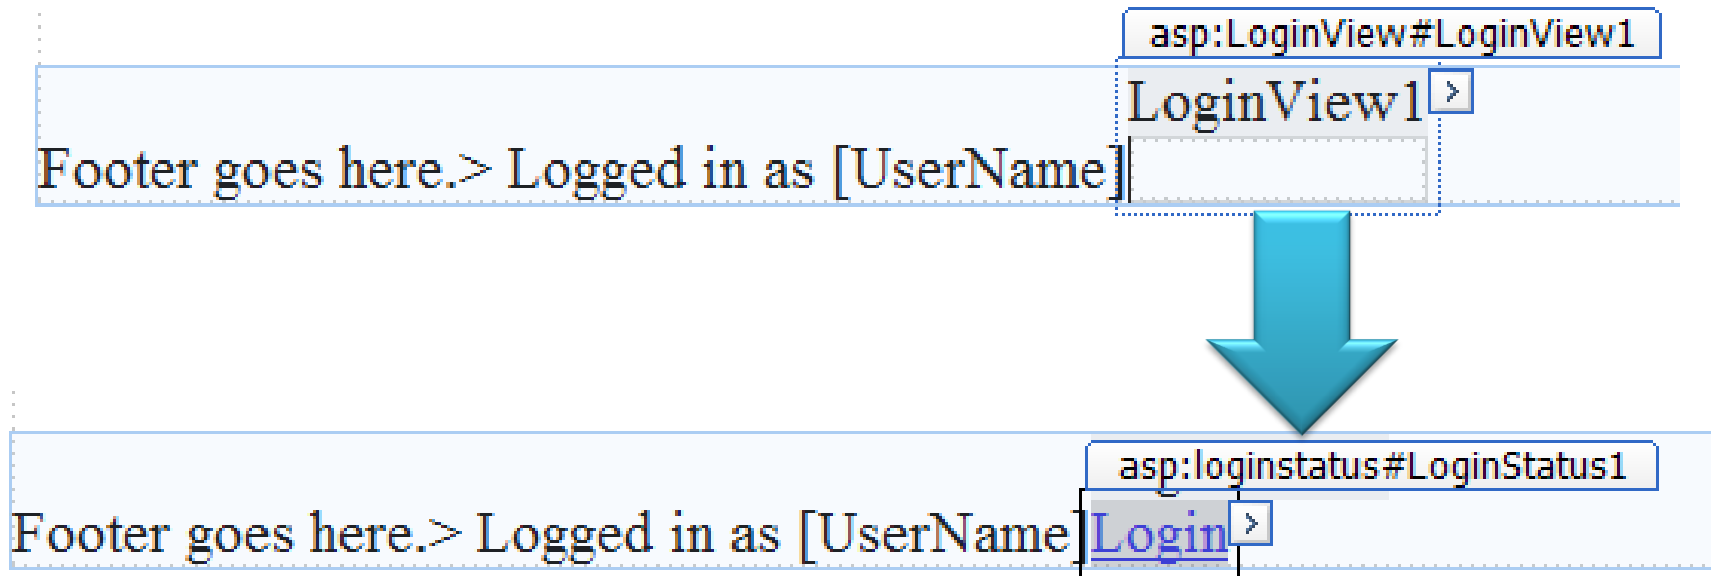 asp:LoginView#LoginView1
LoginView1
Footer goes here.> Logged in as [UserName]
asp:loginstatus#LoginStatus1
Footer goes here.> Logged in as [UserName]Login